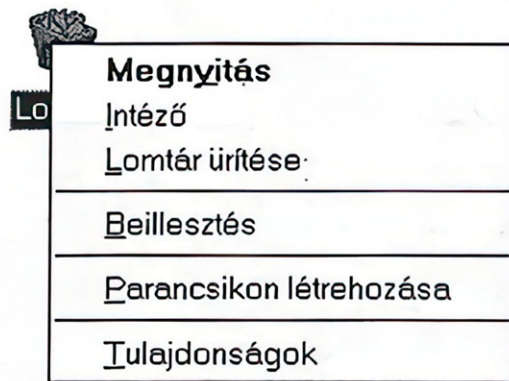 Lo
Megnyitás
Intéző
Lomtár ürítése
Beillesztés
Parancsikon létrehozása
Tulajdonságok